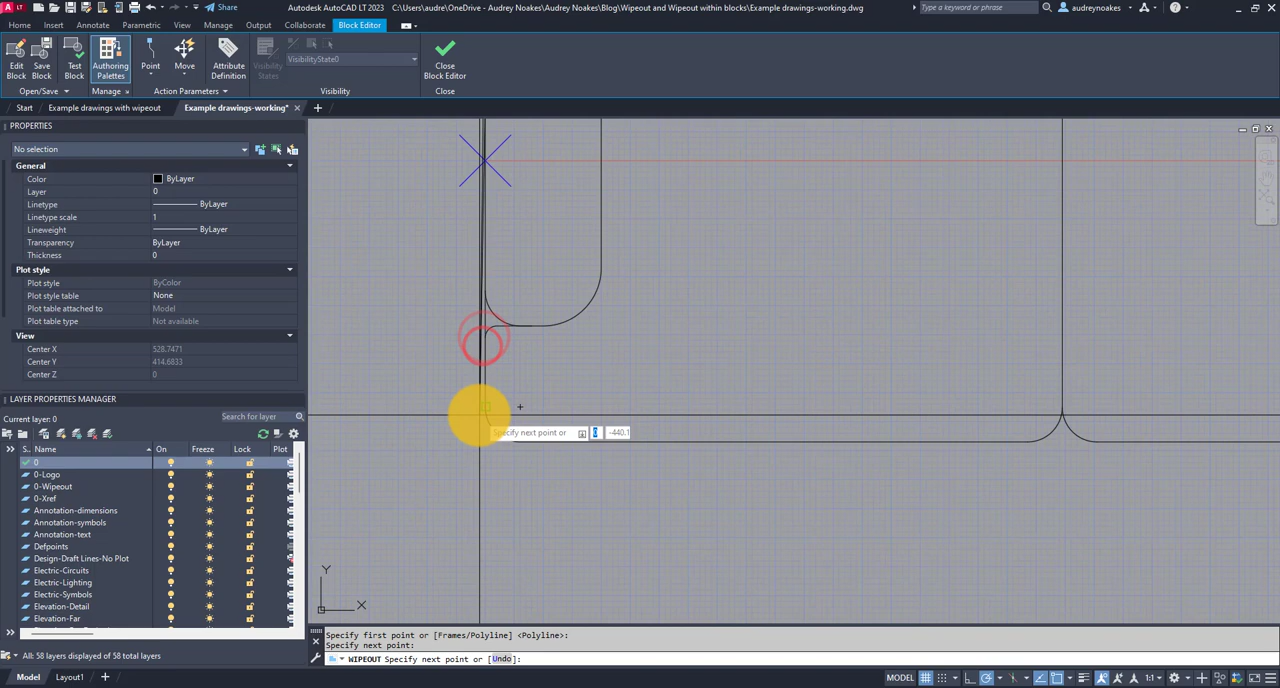 Share
Autodesk AutoCAD LT 2023
C:\Users\audre\OneDrive - Audrey Noakes\Audrey Noakes\Blog\Wipeout and Wipeout within blocks\Example drawings-working.dwg
Type a keyword or phrase
audreynoakes
Home
Insert
Annotate
Parametric
View
Manage
Output
Collaborate
Block Editor
Edit
Block
Save
Block
Test
Block
Authoring
Palettes
Point
Move
Attribute
Definition
Visibility
States
VisibilityState0
Close
Block Editor
Open/Save
Manage
Action Parameters
Visibility
Close
Start
Example drawings with wipeout
Example drawings-working*
PROPERTIES
No selection
General
Color ByLayer
Layer 0
Linetype ByLayer
Linetype scale 1
Lineweight ByLayer
Transparency ByLayer
Thickness 0
Plot style
Plot style ByColor
Plot style table None
Plot table attached to Model
Plot table type Not available
View
Center X 528.7471
Center Y 414.6833
Center Z 0
LAYER PROPERTIES MANAGER
Current layer: 0
Search for layer
S.. Name On Freeze Lock Plot
0
0-Logo
0-Wipeout
0-Xref
Annotation-dimensions
Annotation-symbols
Annotation-text
Defpoints
Design-Draft Lines-No Plot
Electric-Circuits
Electric-Lighting
Electric-Symbols
Elevation-Detail
Elevation-Far
All: 58 layers displayed of 58 total layers
Specify next point or 0 -440.1
Y
X
Specify first point or [Frames/Polyline] <Polyline>:
Specify next point:
WIPEOUT Specify next point or [Undo]:
Model
Layout1
MODEL
1:1